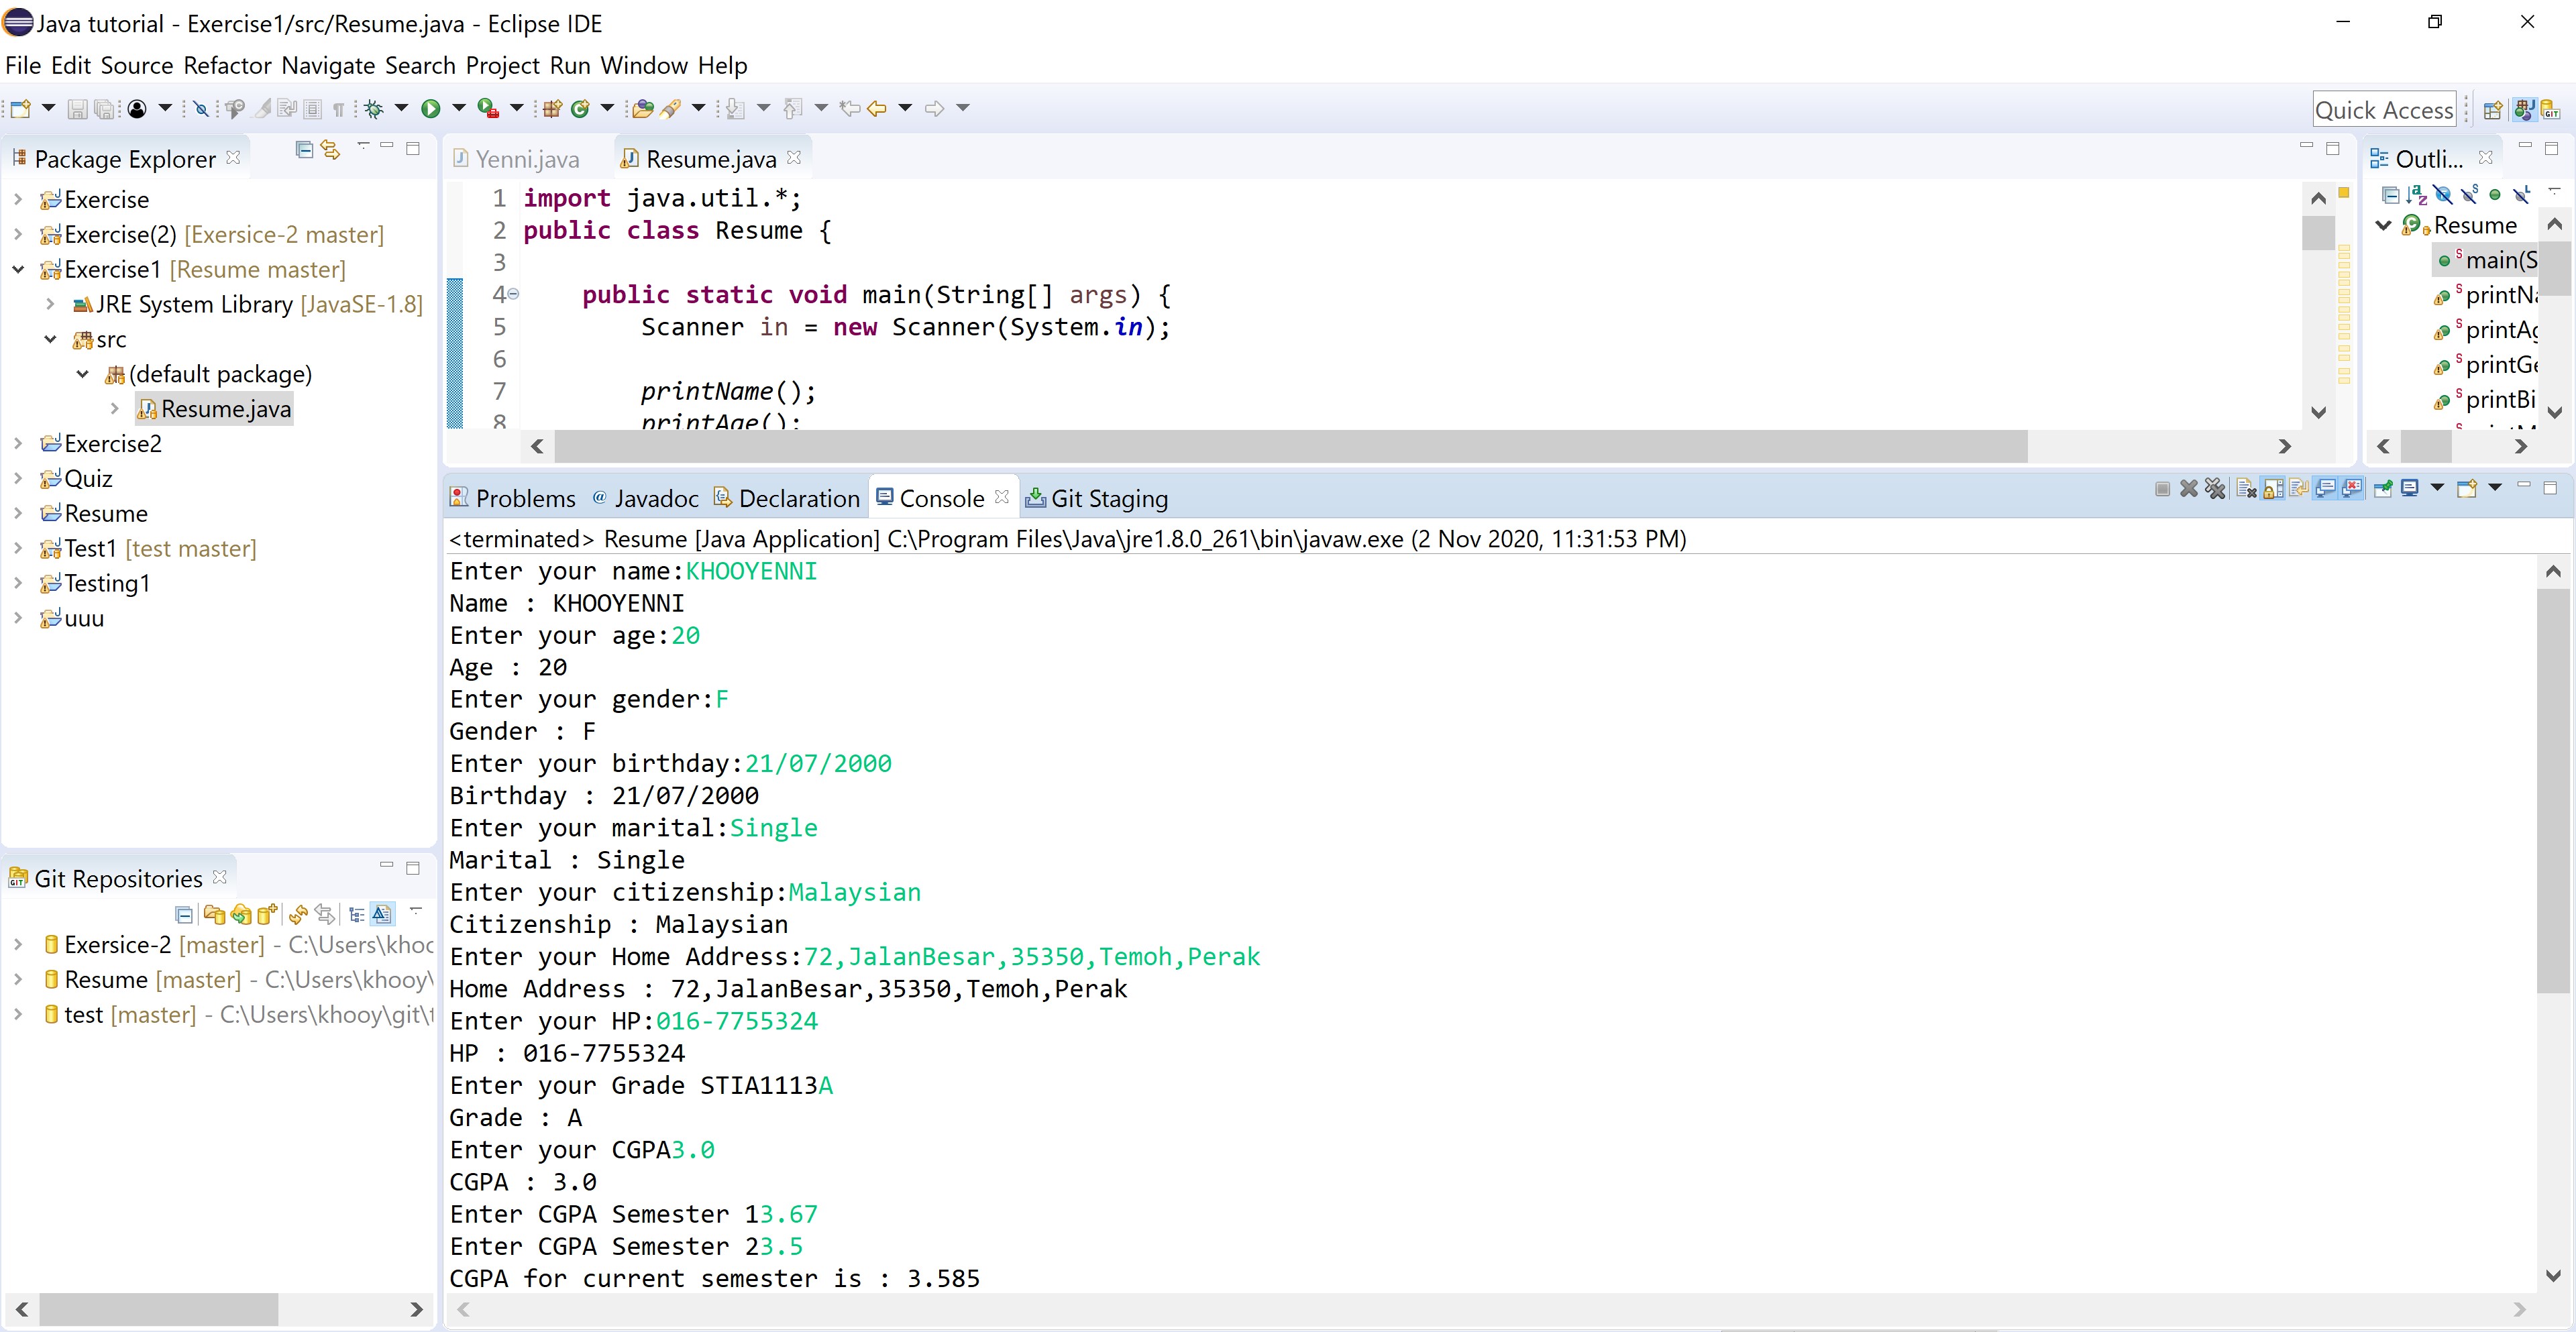 Java tutorial - Exercise1/src/Resume.java - Eclipse IDE
File Edit Source Refactor Navigate Search Project Run Window Help
Quick Access
Package Explorer
Exercise
Exercise(2) [Exersice-2 master]
Exercise1 [Resume master]
JRE System Library [JavaSE-1.8]
src
(default package)
Resume.java
Exercise2
Quiz
Resume
Test1 [test master]
Testing1
uuu
Git Repositories
Exersice-2 [master] - C:\Users\khoo
Resume [master] - C:\Users\khooy\
test [master] - C:\Users\khooy\git\t
Yenni.java
Resume.java
1 import java.util.*;
2 public class Resume {
3
4 public static void main(String[] args) {
5 Scanner in = new Scanner(System.in);
6
7 printName();
8 printAge();
Outli...
Resume
main(S
printNa
printAg
printGe
printBi
Problems Javadoc Declaration Console Git Staging
<terminated> Resume [Java Application] C:\Program Files\Java\jre1.8.0_261\bin\javaw.exe (2 Nov 2020, 11:31:53 PM)
Enter your name:KHOOYENNI
Name : KHOOYENNI
Enter your age:20
Age : 20
Enter your gender:F
Gender : F
Enter your birthday:21/07/2000
Birthday : 21/07/2000
Enter your marital:Single
Marital : Single
Enter your citizenship:Malaysian
Citizenship : Malaysian
Enter your Home Address:72,JalanBesar,35350,Temoh,Perak
Home Address : 72,JalanBesar,35350,Temoh,Perak
Enter your HP:016-7755324
HP : 016-7755324
Enter your Grade STIA1113A
Grade : A
Enter your CGPA3.0
CGPA : 3.0
Enter CGPA Semester 13.67
Enter CGPA Semester 23.5
CGPA for current semester is : 3.585